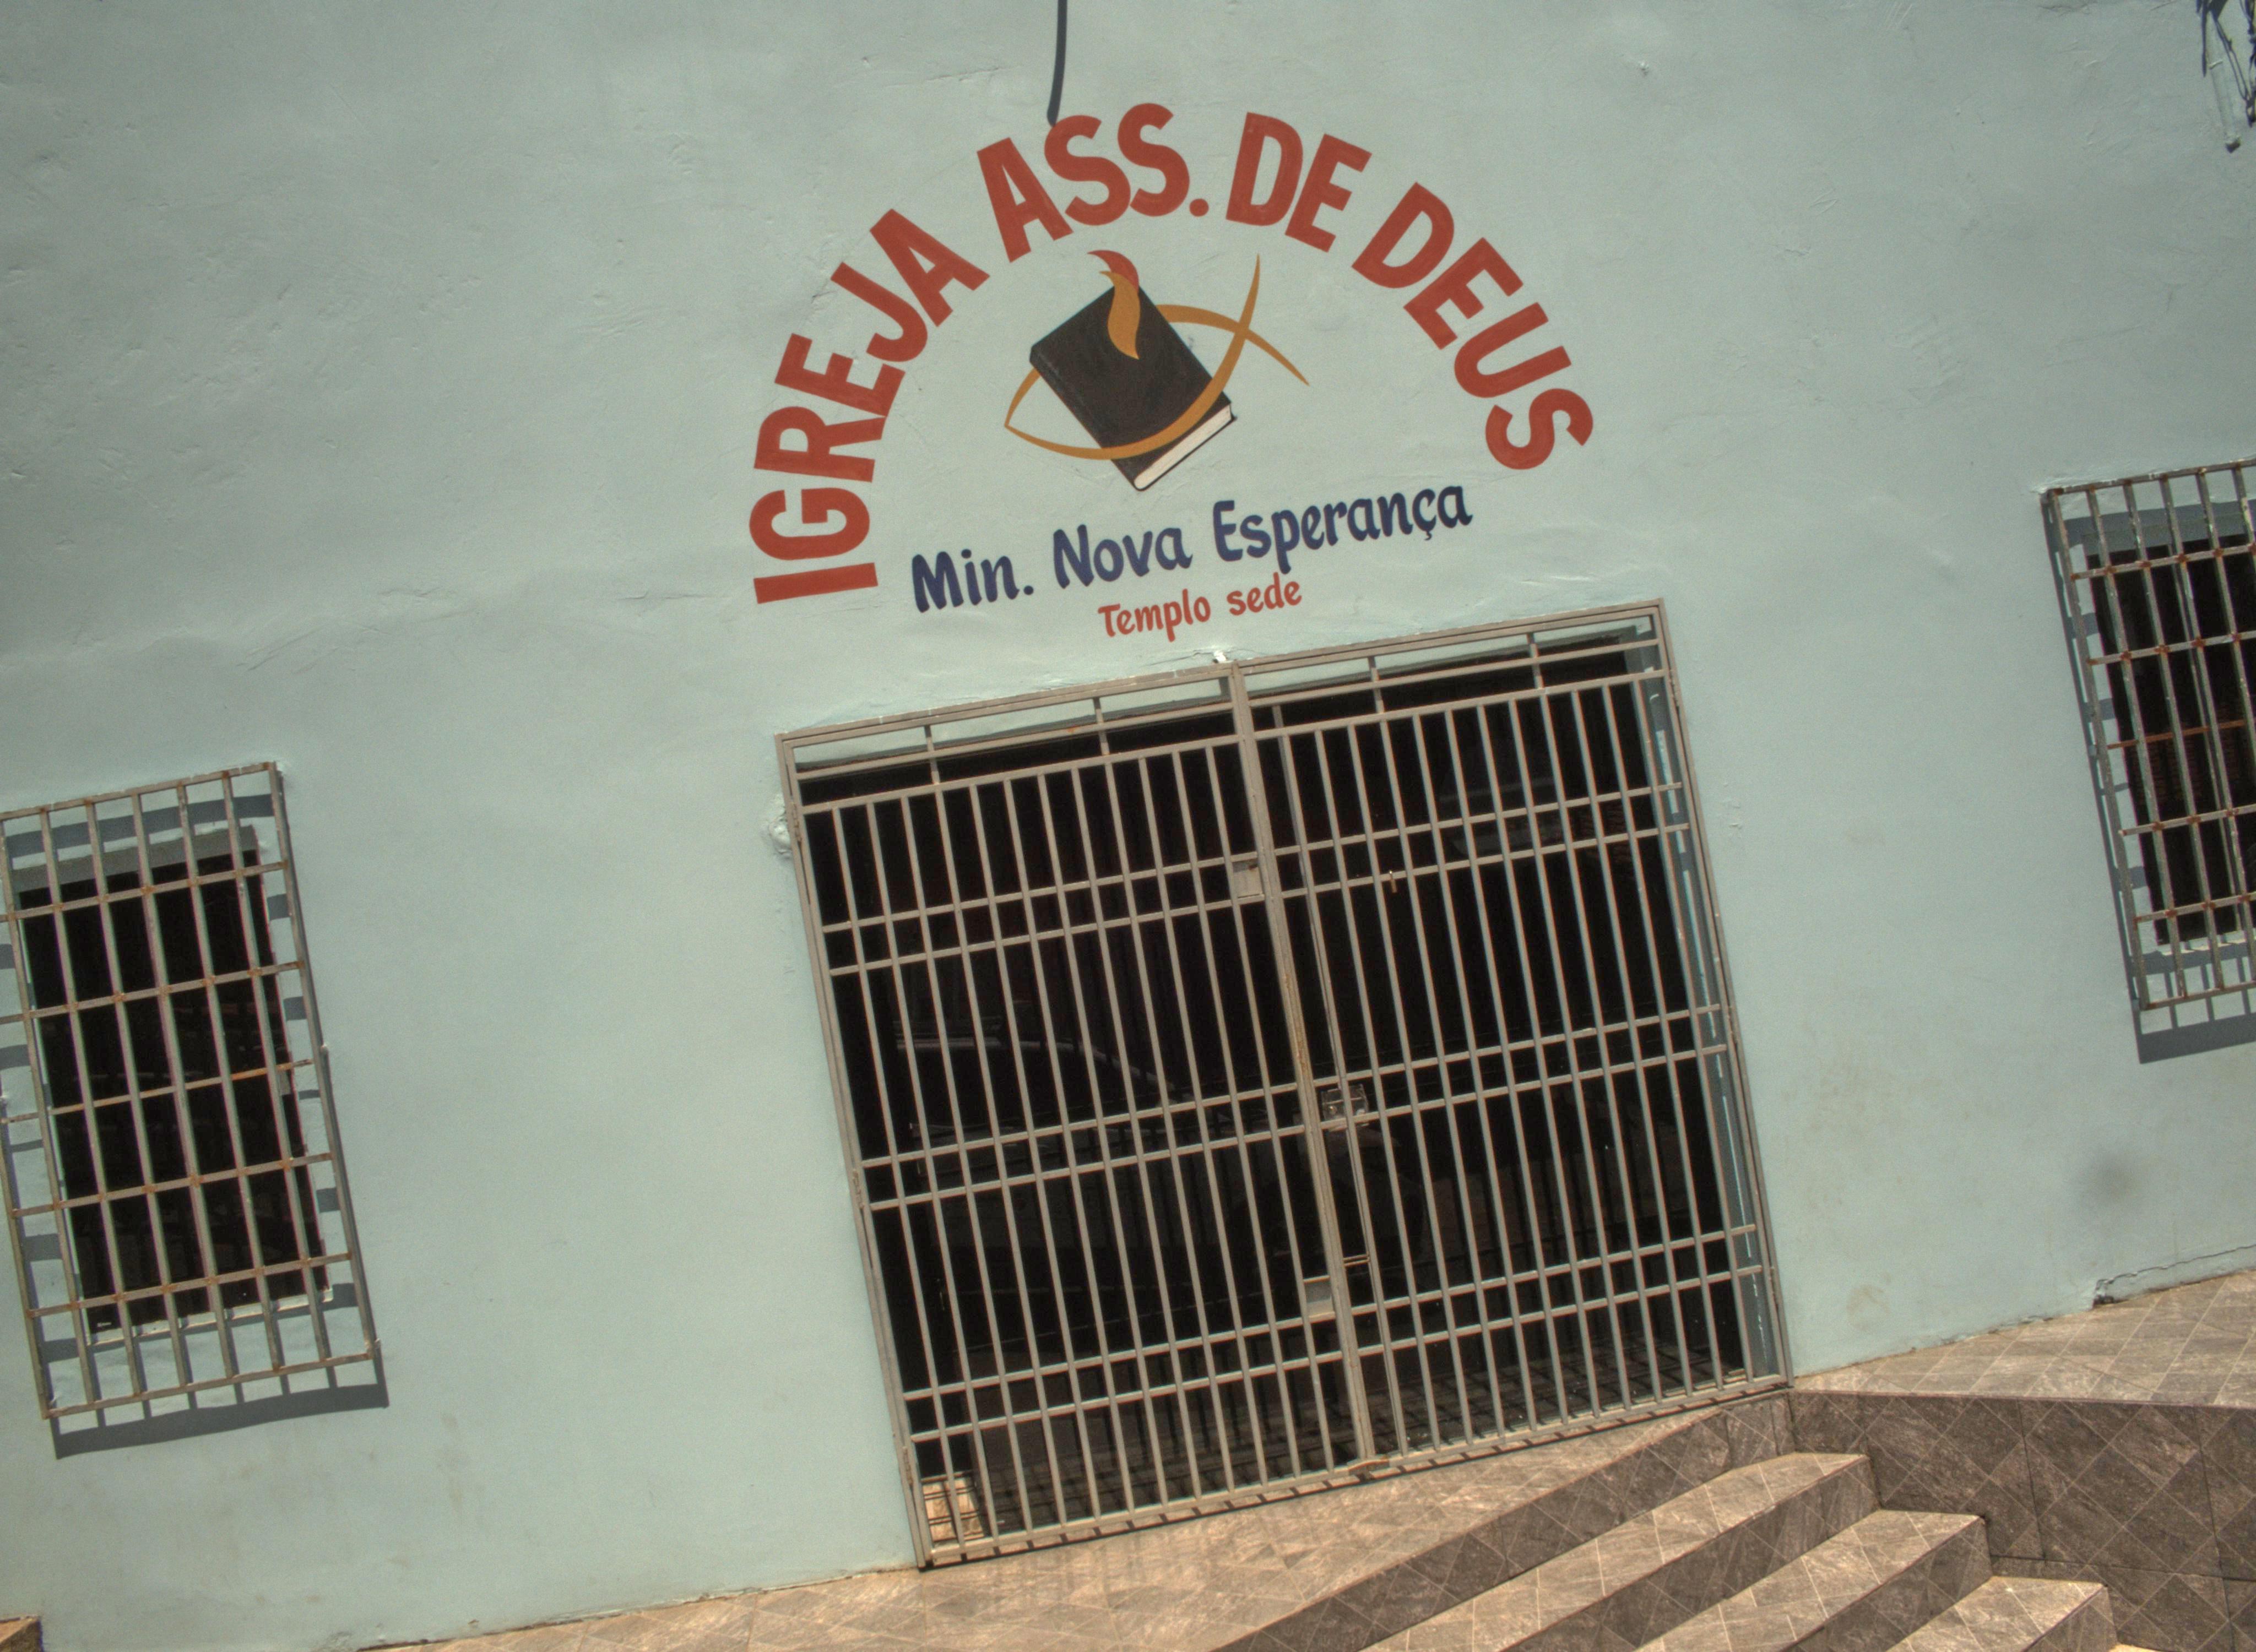 IGREJA ASS. DE DEUS
Min. Nova Esperança
Templo sede